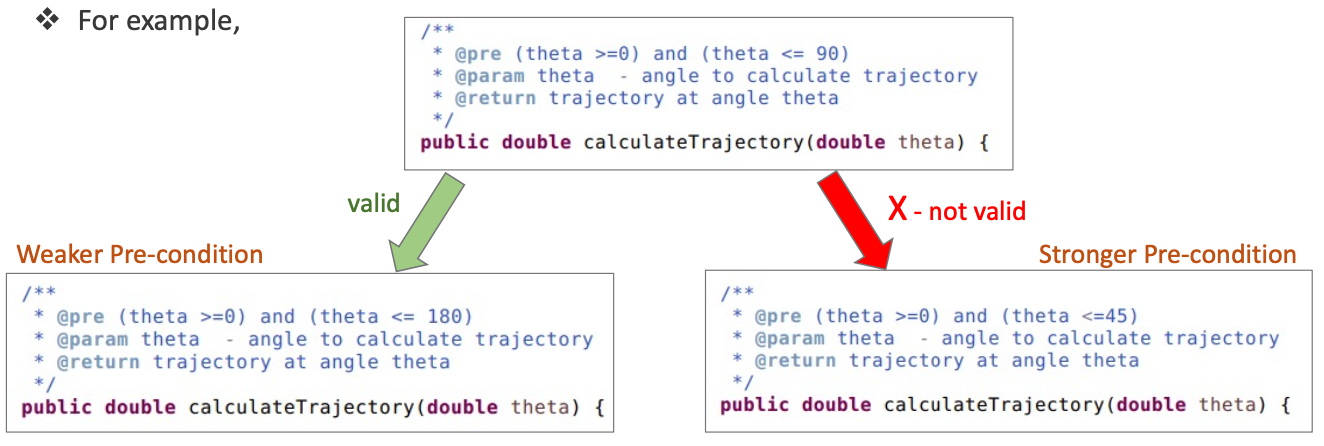 ❖ For example,
/**
 * @pre (theta >=0) and (theta <= 90)
 * @param theta  - angle to calculate trajectory
 * @return trajectory at angle theta
 */
public double calculateTrajectory(double theta) {
valid
X - not valid
Weaker Pre-condition
Stronger Pre-condition
/**
 * @pre (theta >=0) and (theta <= 180)
 * @param theta  - angle to calculate trajectory
 * @return trajectory at angle theta
 */
public double calculateTrajectory(double theta) {
/**
 * @pre (theta >=0) and (theta <=45)
 * @param theta  - angle to calculate trajectory
 * @return trajectory at angle theta
 */
public double calculateTrajectory(double theta) {